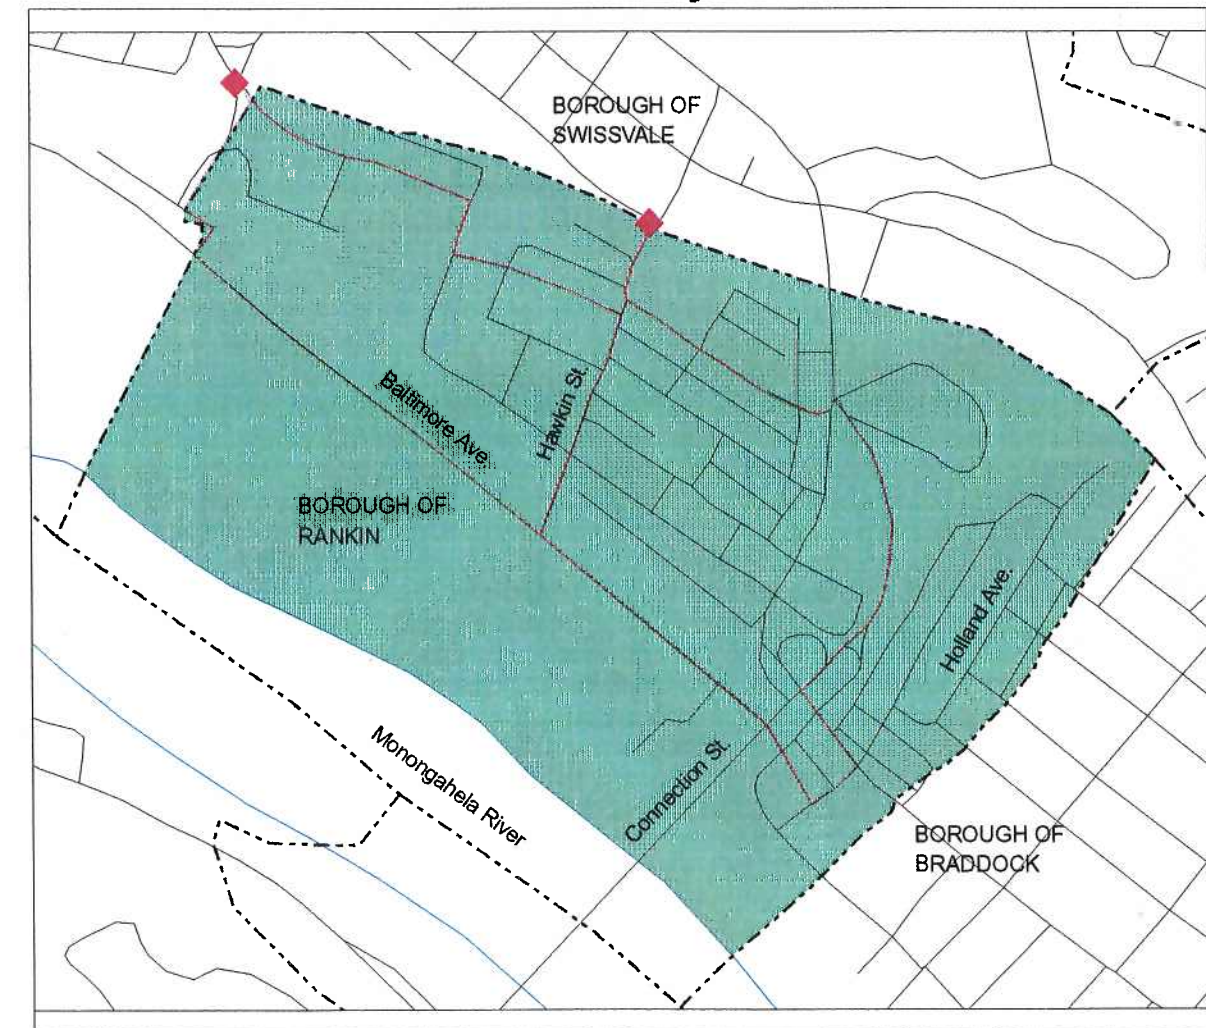 BOROUGH OF
SWISSVALE
Baltimore Ave.
Hawkin St.
BOROUGH OF
RANKIN
Holland Ave.
Monongahela River
Connection St.
BOROUGH OF
BRADDOCK